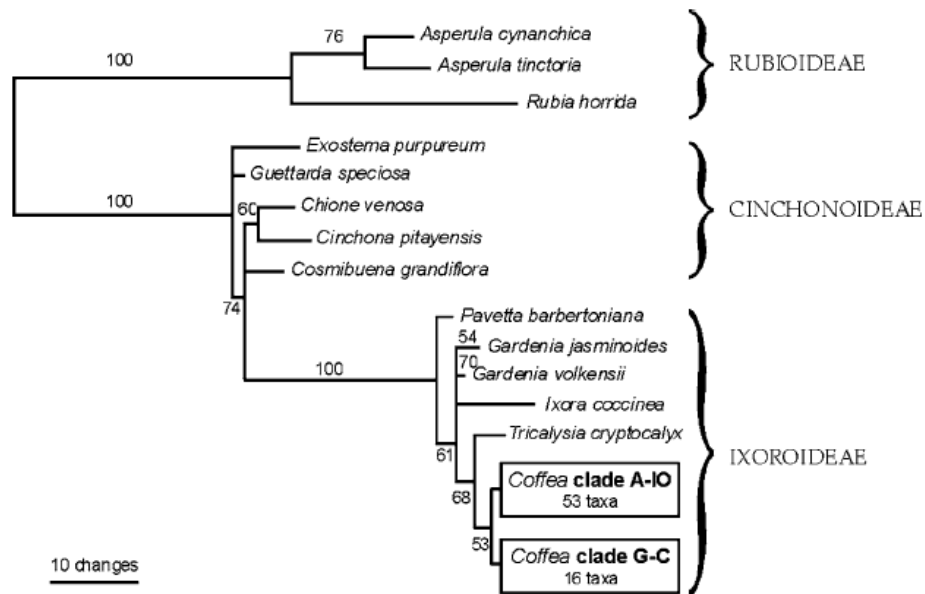 76
Asperula cynanchica
100
Asperula tinctoria
RUBIOIDEAE
Rubia horrida
Exostema purpureum
Guettarda speciosa
100
60
Chione venosa
CINCHONOIDEAE
Cinchona pitayensis
Cosmibuena grandiflora
74
Pavetta barbertoniana
54
Gardenia jasminoides
100
70
Gardenia volkensii
Ixora coccinea
Tricalysia cryptocalyx
61
IXOROIDEAE
Coffea clade A-IO
53 taxa
68
53
Coffea clade G-C
16 taxa
10 changes